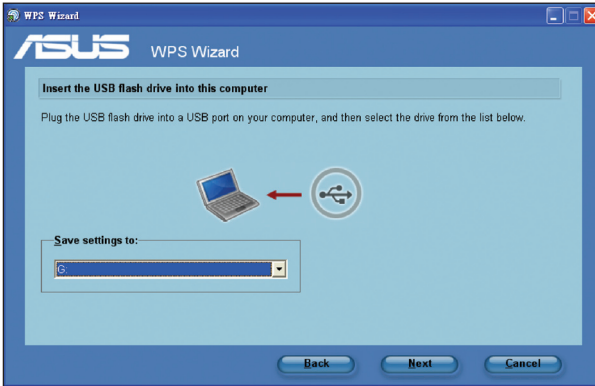 WPS Wizard
ASUS WPS Wizard
Insert the USB flash drive into this computer
Plug the USB flash drive into a USB port on your computer, and then select the drive from the list below.
Save settings to:
G:
Back Next Cancel